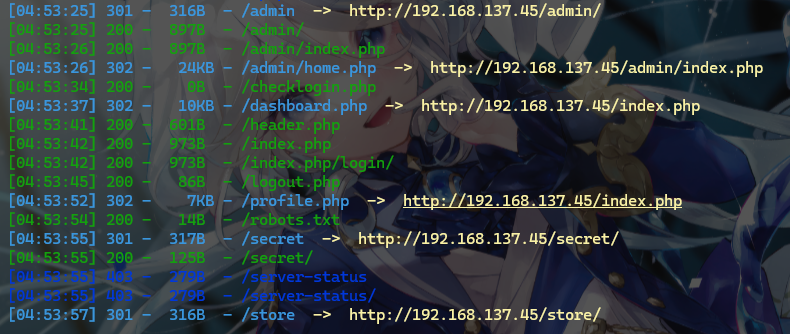 [04:53:25] 301 - 316B - /admin -> http://192.168.137.45/admin/
[04:53:25] 200 - 897B - /admin/
[04:53:26] 200 - 897B - /admin/index.php
[04:53:26] 302 - 24KB - /admin/home.php -> http://192.168.137.45/admin/index.php
[04:53:34] 200 - 0B - /checklogin.php
[04:53:37] 302 - 10KB - /dashboard.php -> http://192.168.137.45/index.php
[04:53:41] 200 - 601B - /header.php
[04:53:42] 200 - 973B - /index.php
[04:53:42] 200 - 973B - /index.php/login/
[04:53:45] 200 - 86B - /logout.php
[04:53:52] 302 - 7KB - /profile.php -> http://192.168.137.45/index.php
[04:53:54] 200 - 14B - /robots.txt
[04:53:55] 301 - 317B - /secret -> http://192.168.137.45/secret/
[04:53:55] 200 - 125B - /secret/
[04:53:55] 403 - 279B - /server-status
[04:53:55] 403 - 279B - /server-status/
[04:53:57] 301 - 316B - /store -> http://192.168.137.45/store/